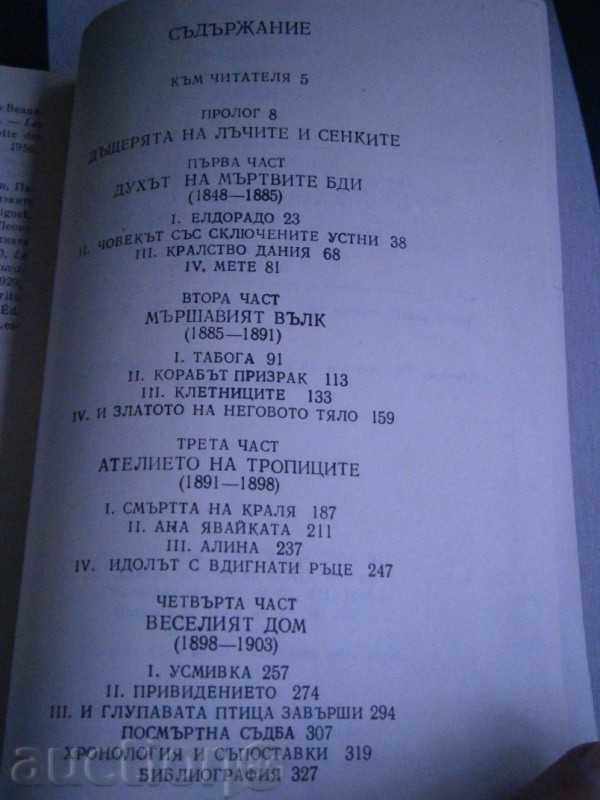 Beaune
Les
otte des
1956.
СЪДЪРЖАНИЕ
КЪМ ЧИТАТЕЛЯ 5
ПРОЛОГ 8
ДЪЩЕРЯТА НА ЛЪЧИТЕ И СЕНКИТЕ
ПЪРВА ЧАСТ
ДУХЪТ НА МЪРТВИТЕ БДИ
(1848—1885)
I. ЕЛДОРАДО 23
II. ЧОВЕКЪТ СЪС СКЛЮЧЕНИТЕ УСТНИ 38
III. КРАЛСТВО ДАНИЯ 68
IV. МЕТЕ 81
ВТОРА ЧАСТ
МЪРШАВИЯТ ВЪЛК
(1885—1891)
I. ТАБОГА 91
II. КОРАБЪТ ПРИЗРАК 113
III. КЛЕТНИЦИТЕ 133
IV. И ЗЛАТОТО НА НЕГОВОТО ТЯЛО 159
ТРЕТА ЧАСТ
АТЕЛИЕТО НА ТРОПИЦИТЕ
(1891—1898)
I. СМЪРТТА НА КРАЛЯ 187
II. АНА ЯВАЙКАТА 211
III. АЛИНА 237
IV. ИДОЛЪТ С ВДИГНАТИ РЪЦЕ 247
ЧЕТВЪРТА ЧАСТ
ВЕСЕЛИЯТ ДОМ
(1898—1903)
I. УСМИВКА 257
II. ПРИВИДЕНИЕТО 274
III. И ГЛУПАВАТА ПТИЦА ЗАВЪРШИ 294
ПОСМЪРТНА СЪДБА 307
ХРОНОЛОГИЯ И СЪПОСТАВКИ 319
БИБЛИОГРАФИЯ 327